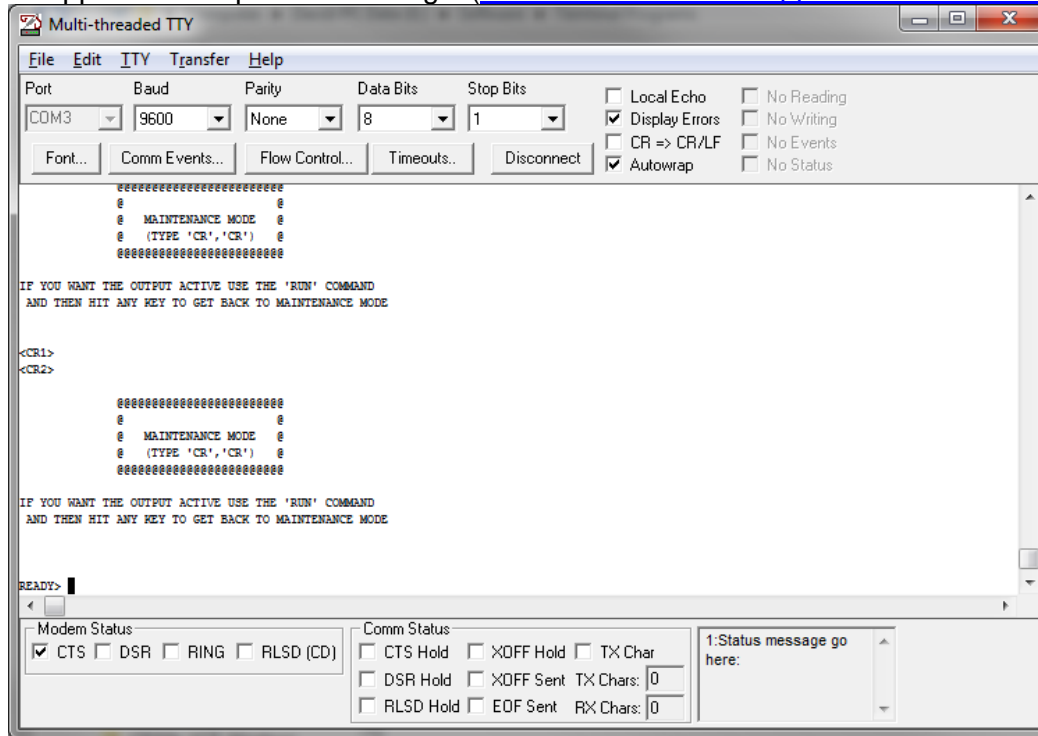 Multi-threaded TTY
File Edit TTY Transfer Help
Port Baud Parity Data Bits Stop Bits
COM3 9600 None 8 1
Font... Comm Events... Flow Control... Timeouts.. Disconnect
Local Echo No Reading
Display Errors No Writing
CR => CR/LF No Events
Autowrap No Status
@@@@@@@@@@@@@@@@@@@@@@@@
@ @
@ MAINTENANCE MODE @
@ (TYPE 'CR','CR') @
@@@@@@@@@@@@@@@@@@@@@@@@
IF YOU WANT THE OUTPUT ACTIVE USE THE 'RUN' COMMAND
AND THEN HIT ANY KEY TO GET BACK TO MAINTENANCE MODE
<CR1>
<CR2>
@@@@@@@@@@@@@@@@@@@@@@@@
@ @
@ MAINTENANCE MODE @
@ (TYPE 'CR','CR') @
@@@@@@@@@@@@@@@@@@@@@@@@
IF YOU WANT THE OUTPUT ACTIVE USE THE 'RUN' COMMAND
AND THEN HIT ANY KEY TO GET BACK TO MAINTENANCE MODE
READY>
Modem Status
CTS DSR RING RLSD (CD)
Comm Status
CTS Hold XOFF Hold TX Char
DSR Hold XOFF Sent TX Chars: 0
RLSD Hold EOF Sent RX Chars: 0
1:Status message go
here: